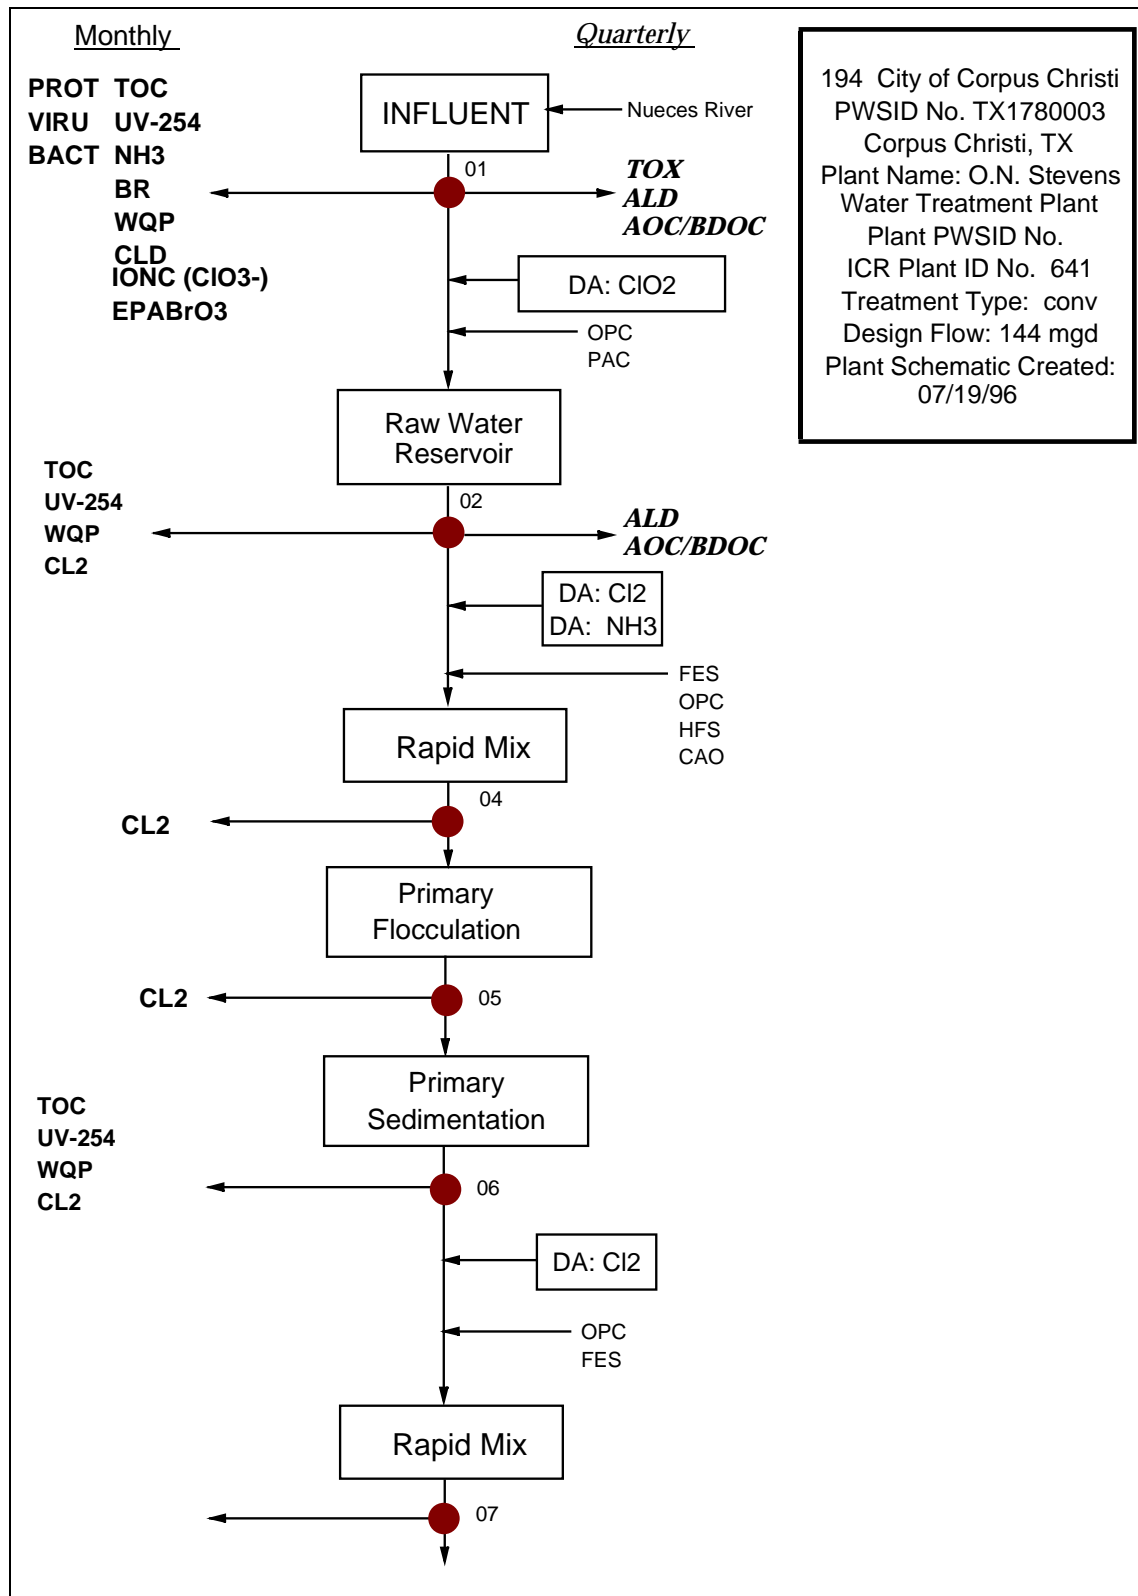 Monthly
Quarterly
PROT TOC
VIRU UV-254
BACT NH3
BR
WQP
CLD
IONC (ClO3-)
EPABrO3
INFLUENT
Nueces River
01
TOX
ALD
AOC/BDOC
DA: ClO2
OPC
PAC
194 City of Corpus Christi
PWSID No. TX1780003
Corpus Christi, TX
Plant Name: O.N. Stevens
Water Treatment Plant
Plant PWSID No.
ICR Plant ID No. 641
Treatment Type: conv
Design Flow: 144 mgd
Plant Schematic Created:
07/19/96
Raw Water
Reservoir
TOC
UV-254
WQP
CL2
02
ALD
AOC/BDOC
DA: Cl2
DA: NH3
FES
OPC
HFS
CAO
Rapid Mix
04
CL2
Primary
Flocculation
CL2
05
Primary
Sedimentation
TOC
UV-254
WQP
CL2
06
DA: Cl2
OPC
FES
Rapid Mix
07